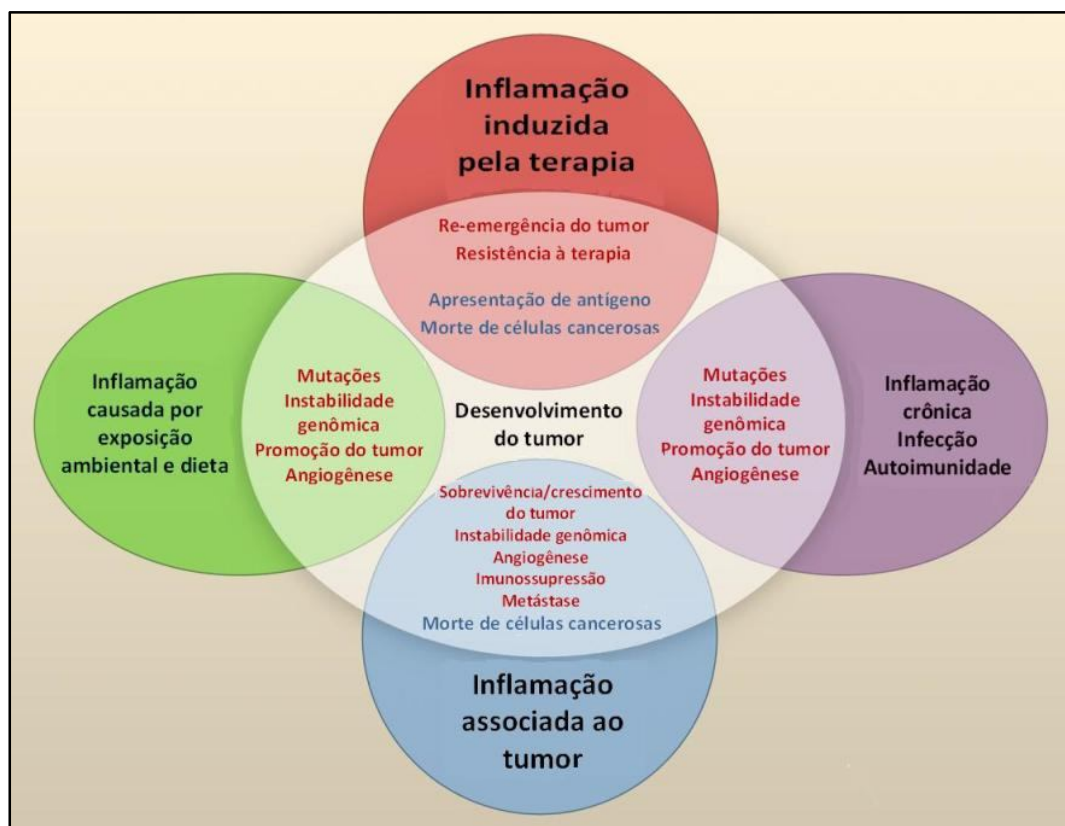 Inflamação
induzida
pela terapia
Re-emergência do tumor
Resistência à terapia
Apresentação de antígeno
Morte de células cancerosas
Inflamação
causada por
exposição
ambiental e dieta
Mutações
Instabilidade
genômica
Promoção do tumor
Angiogênese
Desenvolvimento
do tumor
Mutações
Instabilidade
genômica
Promoção do tumor
Angiogênese
Inflamação
crônica
Infecção
Autoimunidade
Sobrevivência/crescimento
do tumor
Instabilidade genômica
Angiogênese
Imunossupressão
Metástase
Morte de células cancerosas
Inflamação
associada ao
tumor